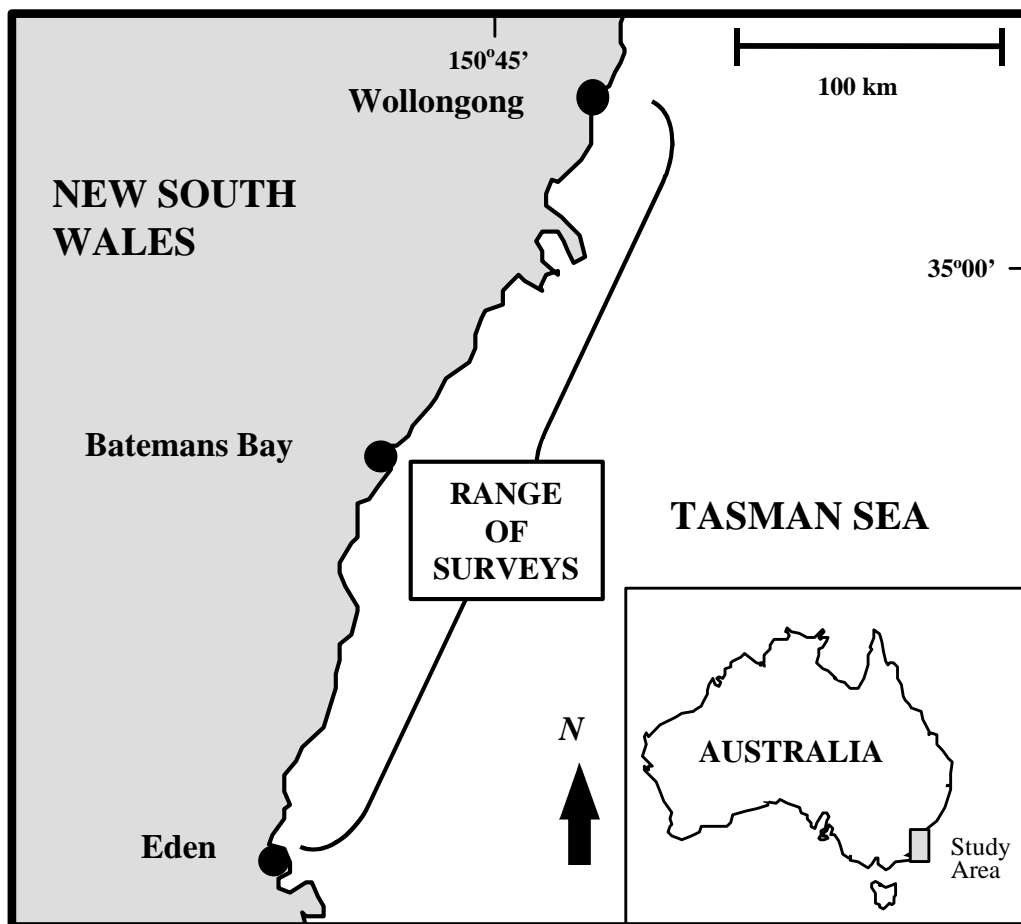 150°45’
100 km
Wollongong
NEW SOUTH
WALES
35°00’
Batemans Bay
RANGE
OF
SURVEYS
TASMAN SEA
N
AUSTRALIA
Eden
Study
Area